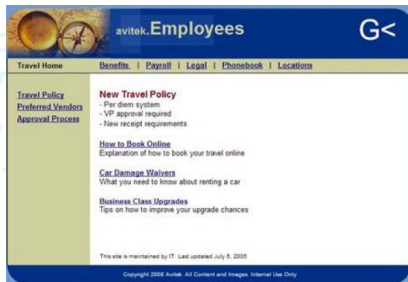 avitek.Employees
G<
Travel Home
Benefits | Payroll | Legal | Phonebook | Locations
Travel Policy
Preferred Vendors
Approval Process
New Travel Policy
- Per diem system
- VP approval required
- New receipt requirements
How to Book Online
Explanation of how to book your travel online
Car Damage Waivers
What you need to know about renting a car
Business Class Upgrades
Tips on how to improve your upgrade chances
This site is maintained by IT. Last updated July 6, 2005
Copyright 2005 Avitek. All Content and Images. Internal Use Only